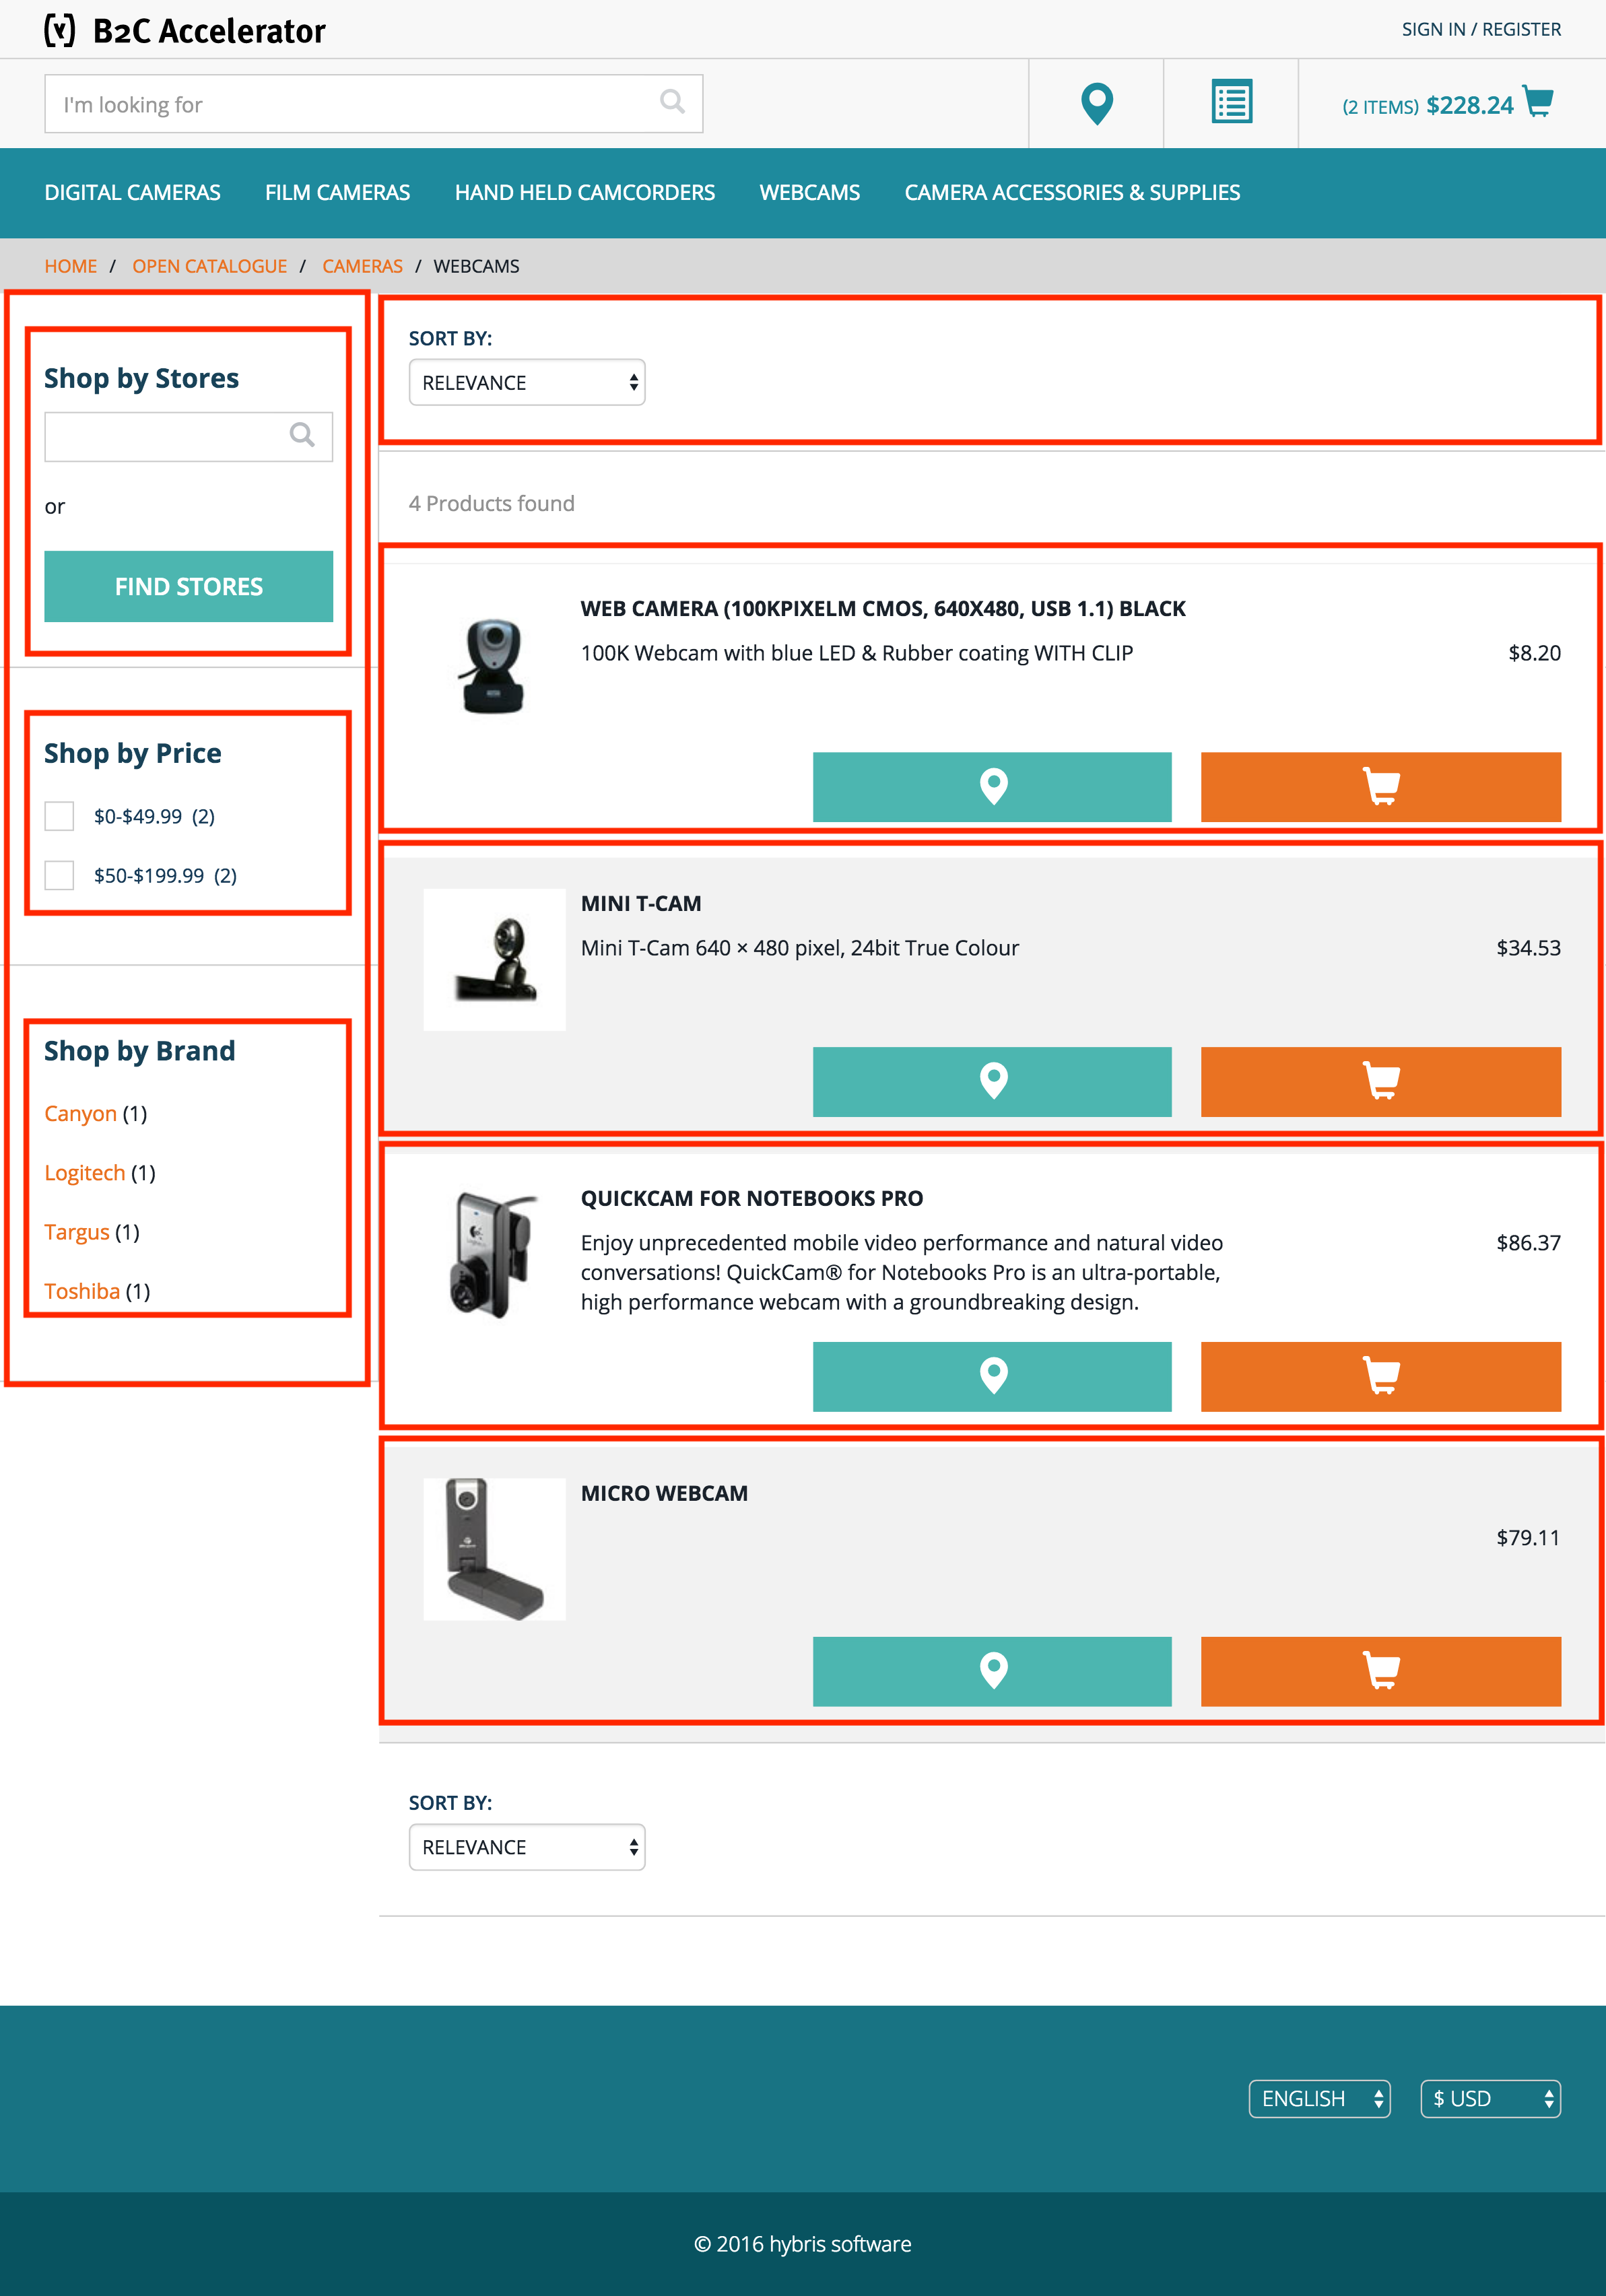 B2C Accelerator
SIGN IN / REGISTER
I'm looking for
(2 ITEMS) $228.24
DIGITAL CAMERAS FILM CAMERAS HAND HELD CAMCORDERS WEBCAMS CAMERA ACCESSORIES & SUPPLIES
HOME / OPEN CATALOGUE / CAMERAS / WEBCAMS
Shop by Stores
or
FIND STORES
Shop by Price
$0-$49.99 (2)
$50-$199.99 (2)
Shop by Brand
Canyon (1)
Logitech (1)
Targus (1)
Toshiba (1)
SORT BY:
RELEVANCE
4 Products found
WEB CAMERA (100KPIXELM CMOS, 640X480, USB 1.1) BLACK
100K Webcam with blue LED & Rubber coating WITH CLIP
$8.20
MINI T-CAM
Mini T-Cam 640 × 480 pixel, 24bit True Colour
$34.53
QUICKCAM FOR NOTEBOOKS PRO
Enjoy unprecedented mobile video performance and natural video
conversations! QuickCam® for Notebooks Pro is an ultra-portable,
high performance webcam with a groundbreaking design.
$86.37
MICRO WEBCAM
$79.11
SORT BY:
RELEVANCE
ENGLISH
$ USD
© 2016 hybris software